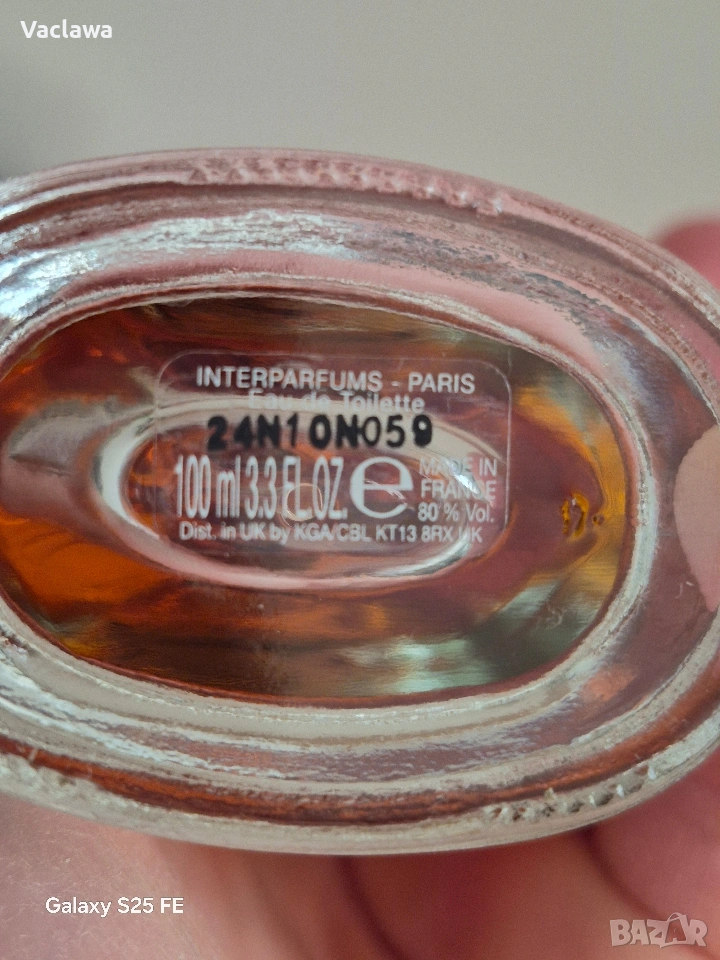 Vaclawa
INTERPARFUMS - PARIS
Eau de Toilette
24N10N059
100 ml 3.3 FL.OZ. e MADE IN
FRANCE
80 % Vol.
Dist. in UK by KGA/CBL KT13 8RX UK
Galaxy S25 FE
BAZAR